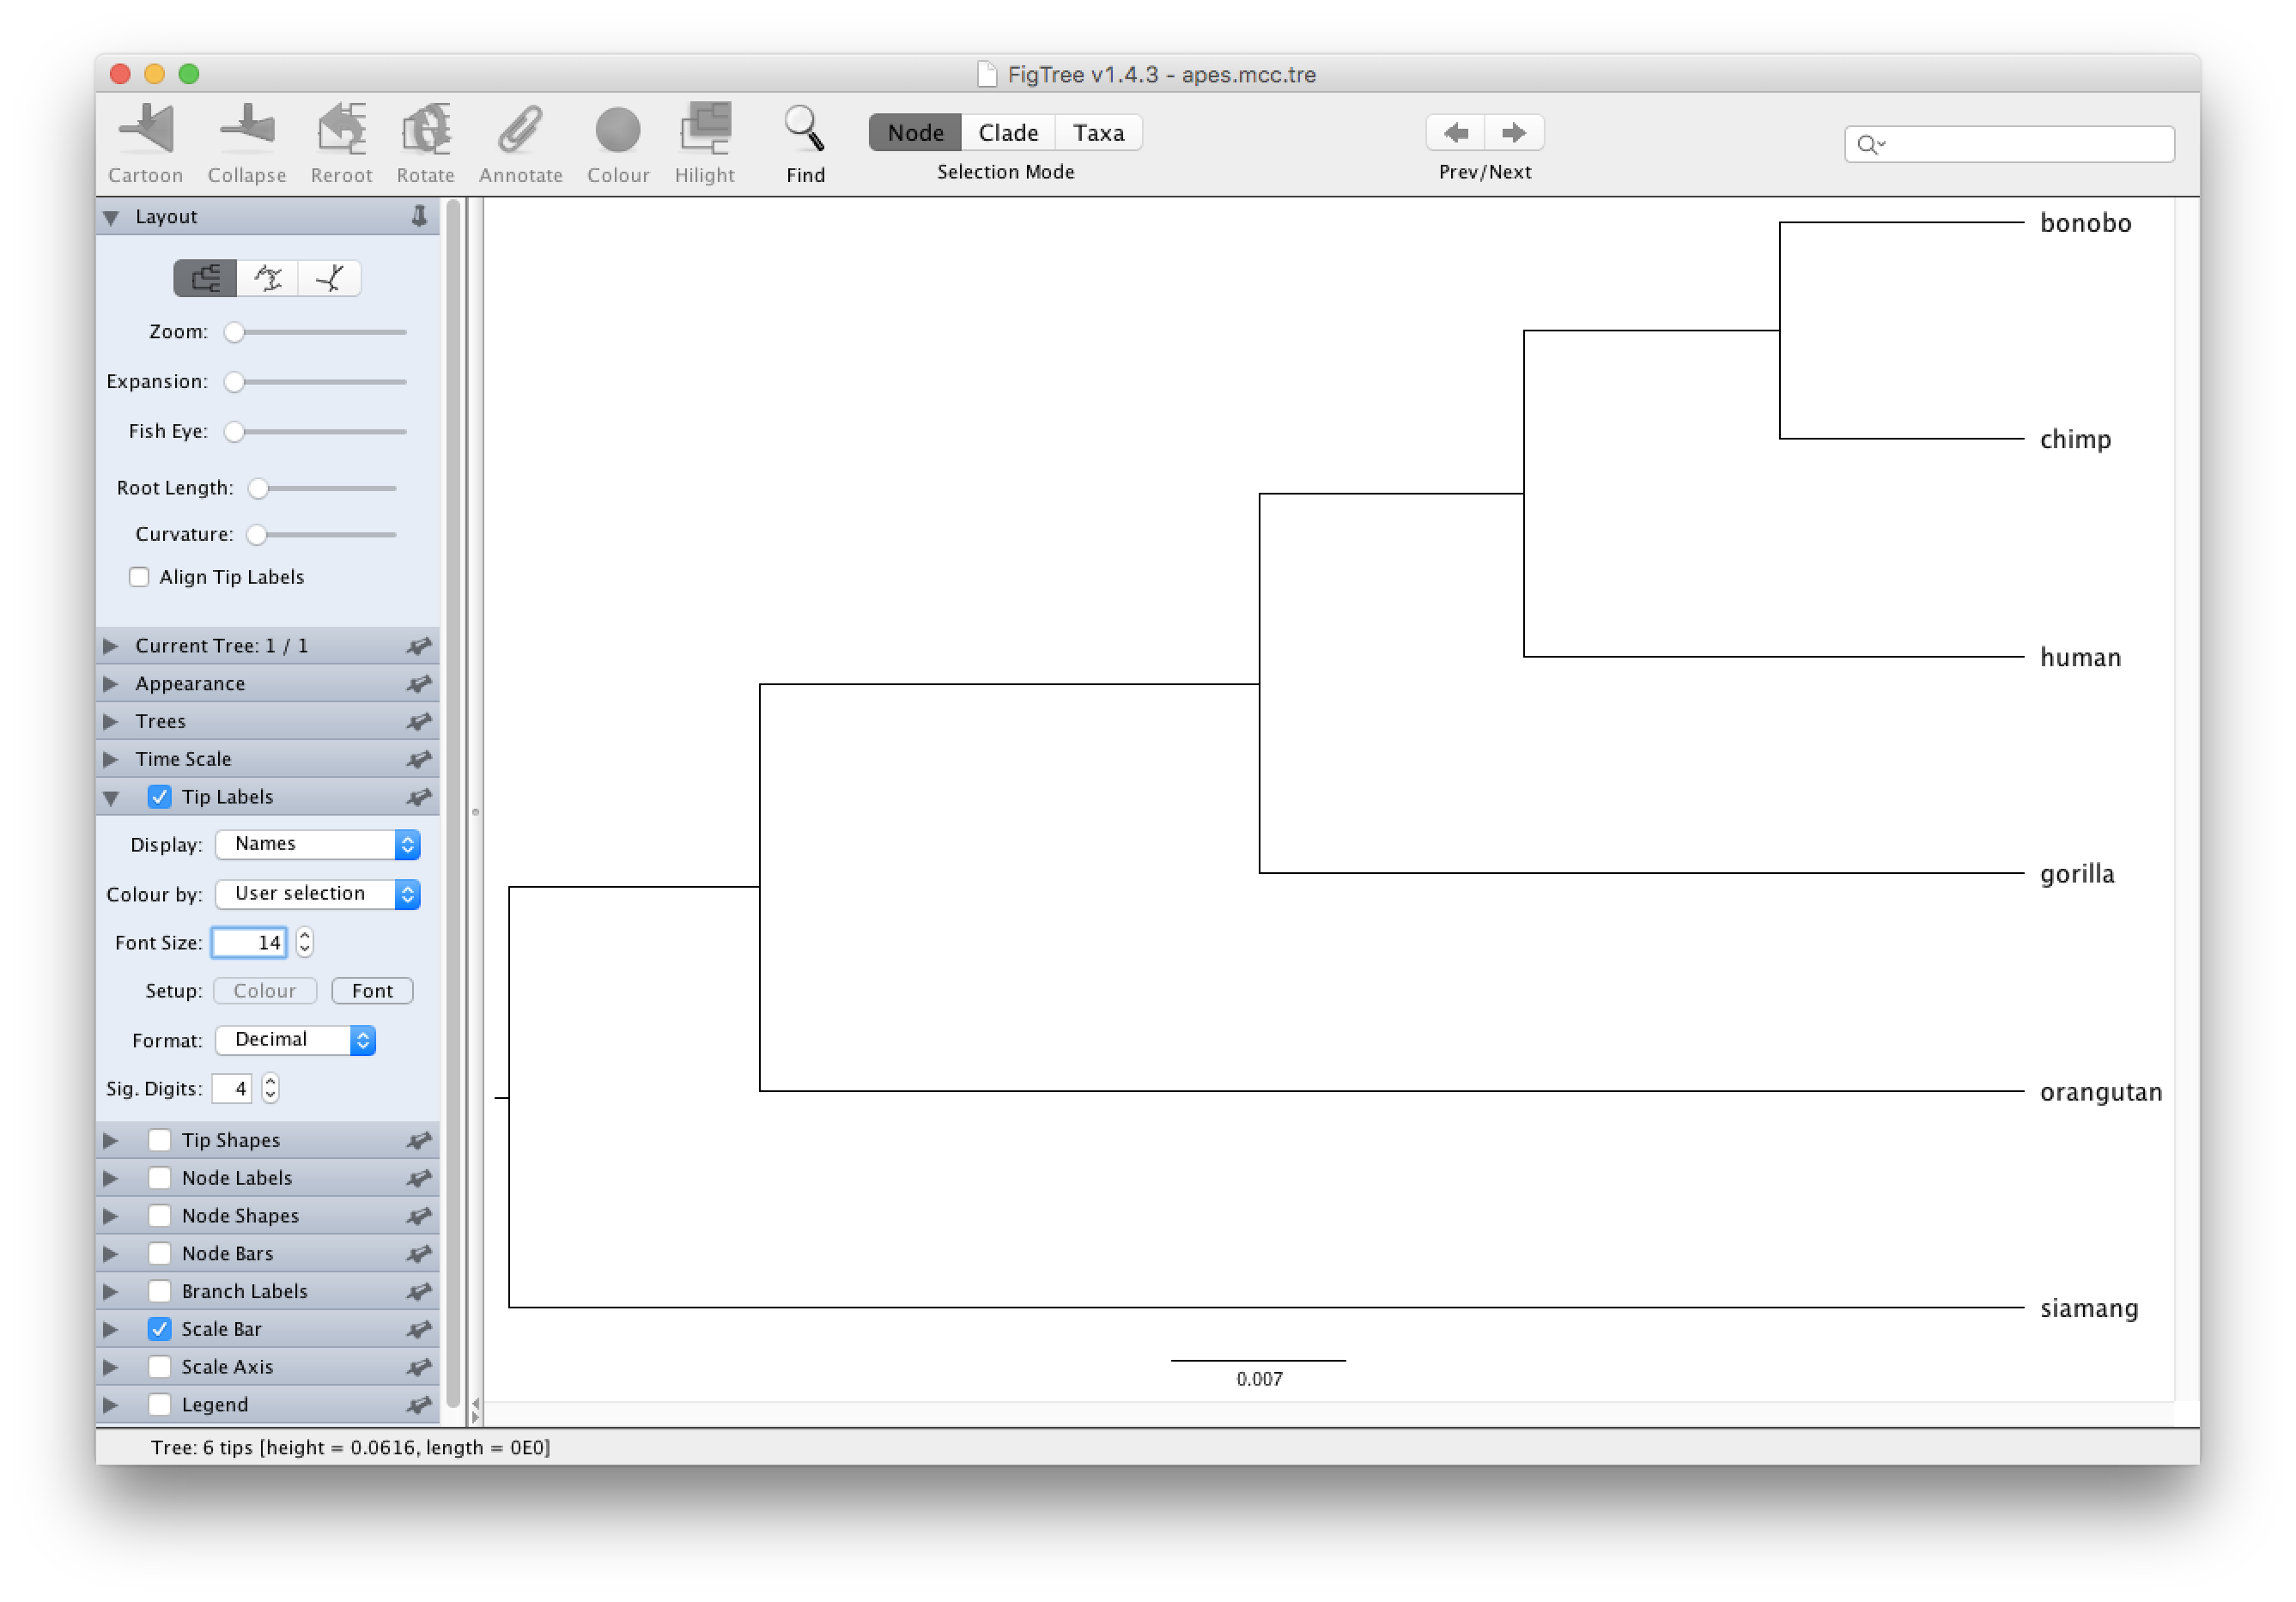 FigTree v1.4.3 - apes.mcc.tre
Cartoon Collapse Reroot Rotate Annotate Colour Hilight Find
Node Clade Taxa
Selection Mode
Prev/Next
Layout
Zoom:
Expansion:
Fish Eye:
Root Length:
Curvature:
Align Tip Labels
Current Tree: 1 / 1
Appearance
Trees
Time Scale
Tip Labels
Display: Names
Colour by: User selection
Font Size: 14
Setup: Colour Font
Format: Decimal
Sig. Digits: 4
Tip Shapes
Node Labels
Node Shapes
Node Bars
Branch Labels
Scale Bar
Scale Axis
Legend
bonobo
chimp
human
gorilla
orangutan
siamang
0.007
Tree: 6 tips [height = 0.0616, length = 0E0]